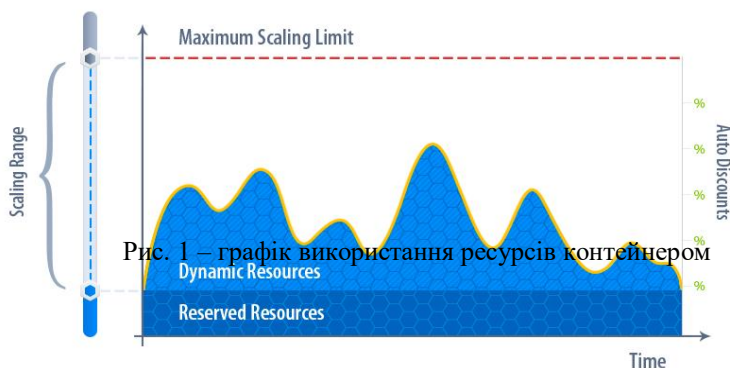 Maximum Scaling Limit
Scaling Range
%
%
%
%
%
Auto Discounts
Рис. 1 – графік використання ресурсів контейнером
Dynamic Resources
Reserved Resources
Time